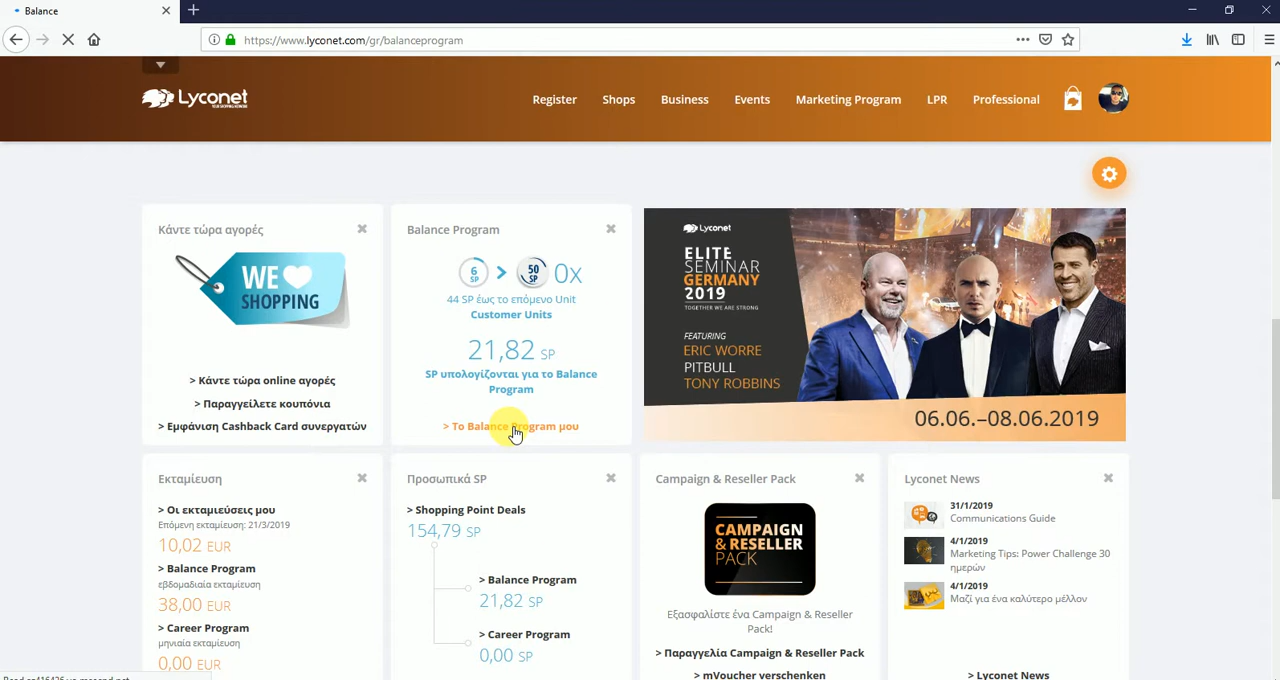 Balance
https://www.lyconet.com/gr/balanceprogram
Lyconet
Register
Shops
Business
Events
Marketing Program
LPR
Professional
Κάντε τώρα αγορές
WE
SHOPPING
> Κάντε τώρα online αγορές
> Παραγγείλετε κουπόνια
> Εμφάνιση Cashback Card συνεργατών
Balance Program
6 SP > 50 SP 0x
44 SP έως το επόμενο Unit
Customer Units
21,82 SP
SP υπολογίζονται για το Balance
Program
> Το Balance Program μου
Lyconet
ELITE
SEMINAR
GERMANY
2019
TOGETHER WE ARE STRONG
FEATURING
ERIC WORRE
PITBULL
TONY ROBBINS
06.06.–08.06.2019
Εκταμίευση
> Οι εκταμιεύσεις μου
Επόμενη εκταμίευση: 21/3/2019
10,02 EUR
> Balance Program
εβδομαδιαία εκταμίευση
38,00 EUR
> Career Program
μηνιαία εκταμίευση
0,00 EUR
Προσωπικά SP
> Shopping Point Deals
154,79 SP
> Balance Program
21,82 SP
> Career Program
0,00 SP
Campaign & Reseller Pack
CAMPAIGN
& RESELLER
PACK
Εξασφαλίστε ένα Campaign & Reseller
Pack!
> Παραγγελία Campaign & Reseller Pack
> mVoucher verschenken
Lyconet News
31/1/2019
Communications Guide
4/1/2019
Marketing Tips: Power Challenge 30
ημερών
4/1/2019
Μαζί για ένα καλύτερο μέλλον
> Lyconet News